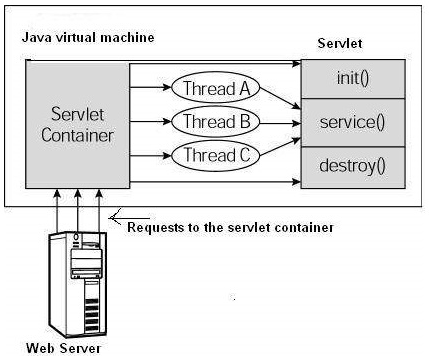 Java virtual machine
Servlet
Servlet
Container
Thread A
Thread B
Thread C
init()
service()
destroy()
Requests to the servlet container
Web Server